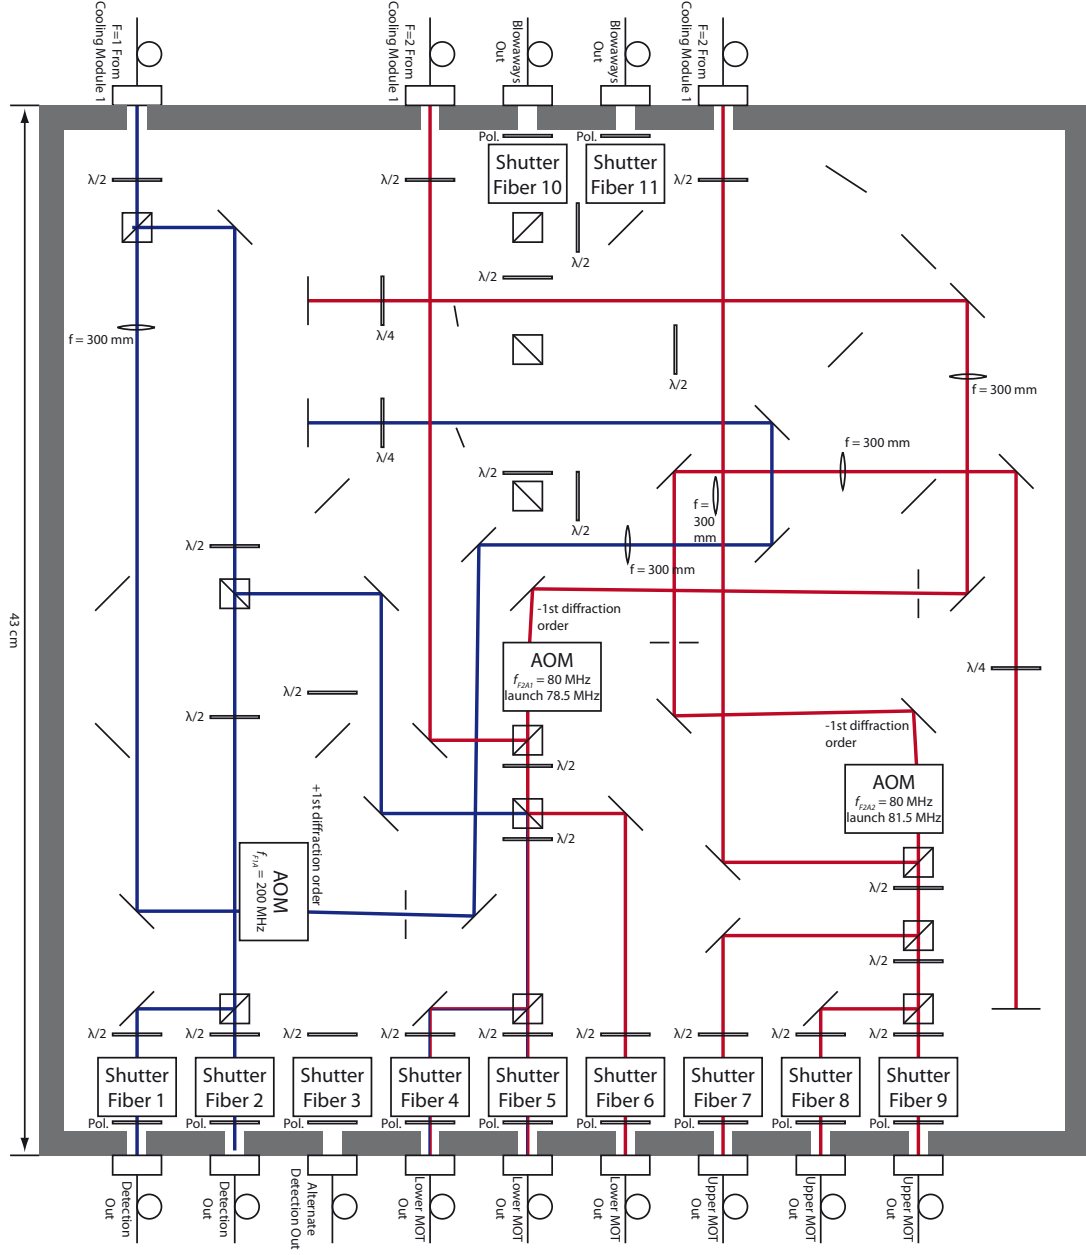 F=1 From
Cooling Module 1
F=2 From
Cooling Module 1
Blowaways
Out
Blowaways
Out
F=2 From
Cooling Module 1
Pol.
Pol.
Shutter
Fiber 10
Shutter
Fiber 11
λ/2
λ/2
λ/2
λ/2
λ/2
f = 300 mm
λ/4
λ/2
f = 300 mm
λ/4
f = 300 mm
λ/2
f =
300
mm
λ/2
λ/2
f = 300 mm
43 cm
-1st diffraction
order
AOM
fF2A1 = 80 MHz
launch 78.5 MHz
λ/4
λ/2
λ/2
-1st diffraction
order
λ/2
AOM
fF2A2 = 80 MHz
launch 81.5 MHz
+1st diffraction order
λ/2
AOM
fF1A = 200 MHz
λ/2
λ/2
λ/2
λ/2
λ/2
λ/2
λ/2
λ/2
λ/2
λ/2
λ/2
Shutter
Fiber 1
Shutter
Fiber 2
Shutter
Fiber 3
Shutter
Fiber 4
Shutter
Fiber 5
Shutter
Fiber 6
Shutter
Fiber 7
Shutter
Fiber 8
Shutter
Fiber 9
Pol.
Pol.
Pol.
Pol.
Pol.
Pol.
Pol.
Pol.
Pol.
Detection
Out
Detection
Out
Alternate
Detection Out
Lower MOT
Out
Lower MOT
Out
Lower MOT
Out
Upper MOT
Out
Upper MOT
Out
Upper MOT
Out